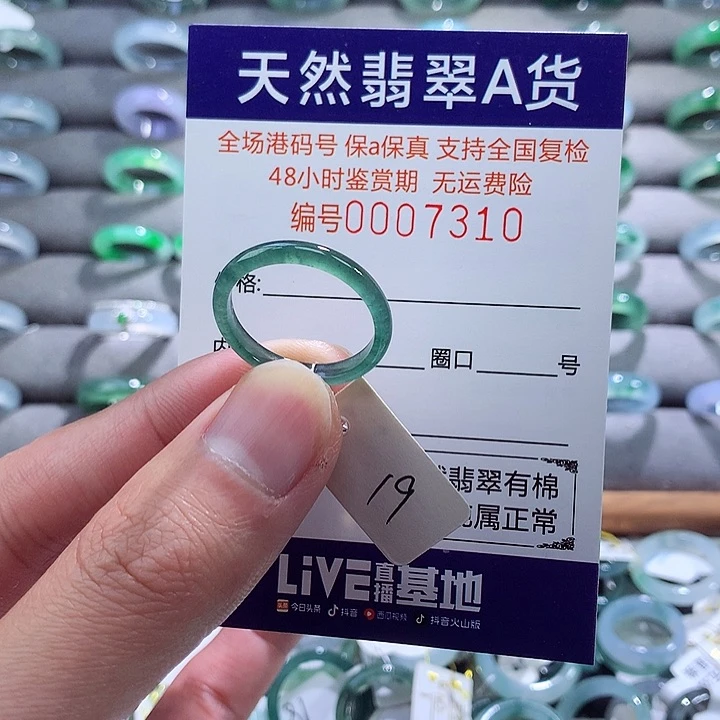 天然翡翠A货
全场港码号 保a保真 支持全国复检
48小时鉴赏期 无运费险
编号0007310
格:
圈口 号
19
翡翠有棉
属正常
LiVE直播基地
今日头条 抖音 西瓜视频 抖音火山版